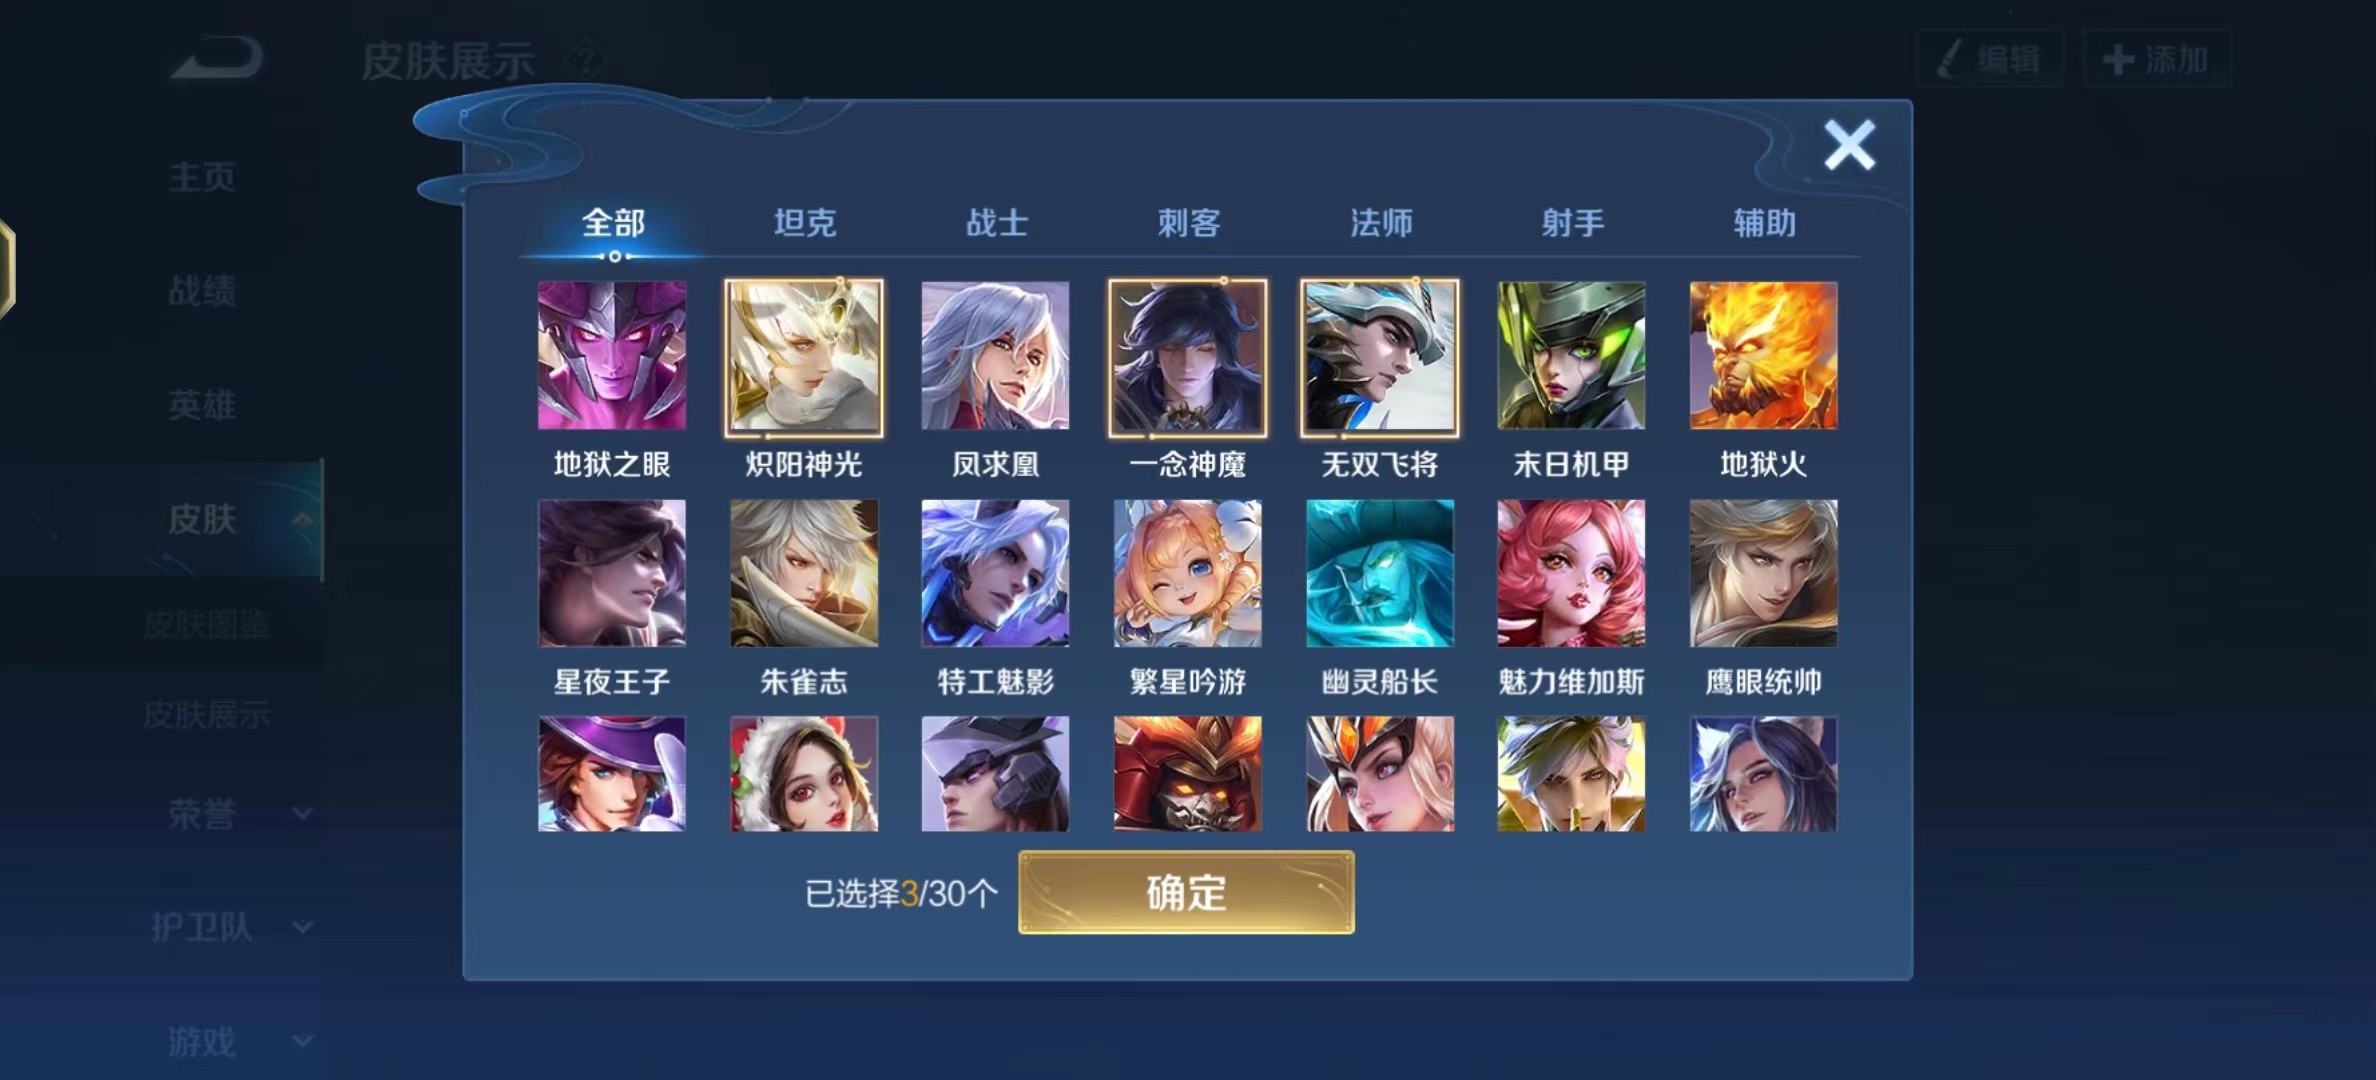 皮肤展示 ?
编辑
添加
主页
战绩
英雄
皮肤
皮肤图鉴
皮肤展示
荣誉
护卫队
游戏
全部 坦克 战士 刺客 法师 射手 辅助
地狱之眼 炽阳神光 凤求凰 一念神魔 无双飞将 末日机甲 地狱火
星夜王子 朱雀志 特工魅影 繁星吟游 幽灵船长 魅力维加斯 鹰眼统帅
已选择3/30个
确定